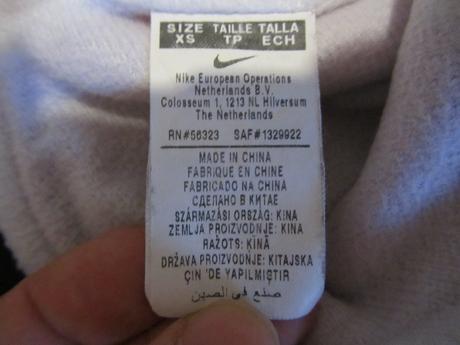 SIZE TAILLE TALLA
XS TP ECH
Nike European Operations
Netherlands B.V.
Colosseum 1, 1213 NL Hilversum
The Netherlands
RN#56323 SAF#1329922
MADE IN CHINA
FABRIQUE EN CHINE
FABRICADO NA CHINA
СДЕЛАНО В КИТАЕ
SZÁRMAZÁSI ORSZÁG: KINA
ZEMLJA PROIZVODNJE: KINA
RAŽOTS: ĶĪNĀ
DRŽAVA PROIZVODNJE: KITAJSKA
ÇIN 'DE YAPILMIŞTIR
صنع في الصين